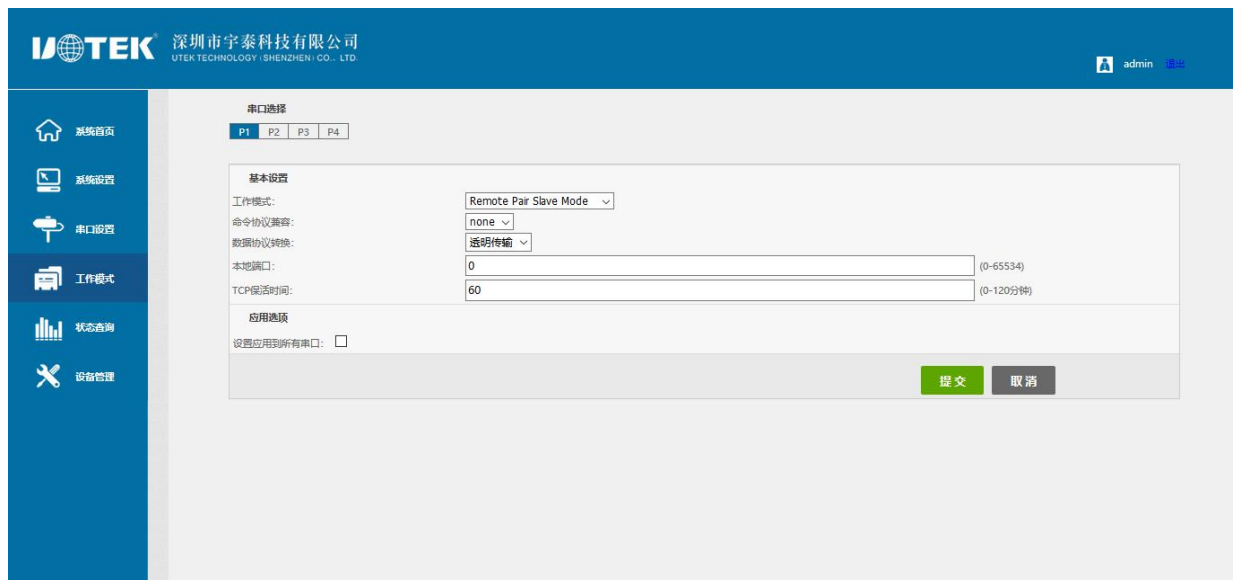 UOTEK® 深圳市宇泰科技有限公司
UTEK TECHNOLOGY (SHENZHEN) CO., LTD.
admin 退出
系统首页
系统设置
串口设置
工作模式
状态查询
设备管理
串口选择
P1 P2 P3 P4
基本设置
工作模式: Remote Pair Slave Mode
命令协议兼容: none
数据协议转换: 透明传输
本地端口: 0 (0-65534)
TCP保活时间: 60 (0-120分钟)
应用选项
设置应用到所有串口:
提交 取消